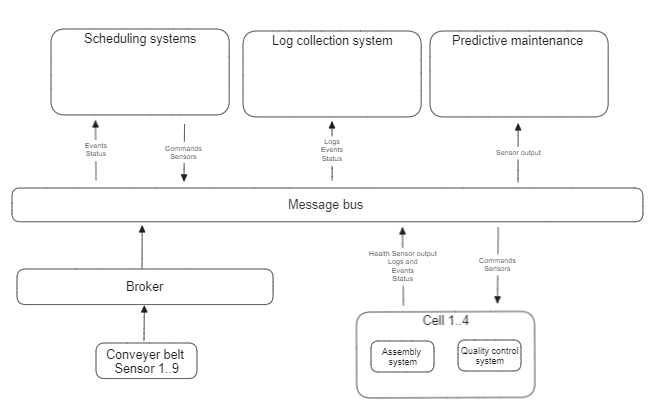 Scheduling systems
Log collection system
Predictive maintenance
Events
Status
Commands
Sensors
Logs
Events
Status
Sensor output
Message bus
Health Sensor output
Logs and
Events
Status
Commands
Sensors
Broker
Conveyer belt
Sensor 1..9
Cell 1..4
Assembly
system
Quality control
system